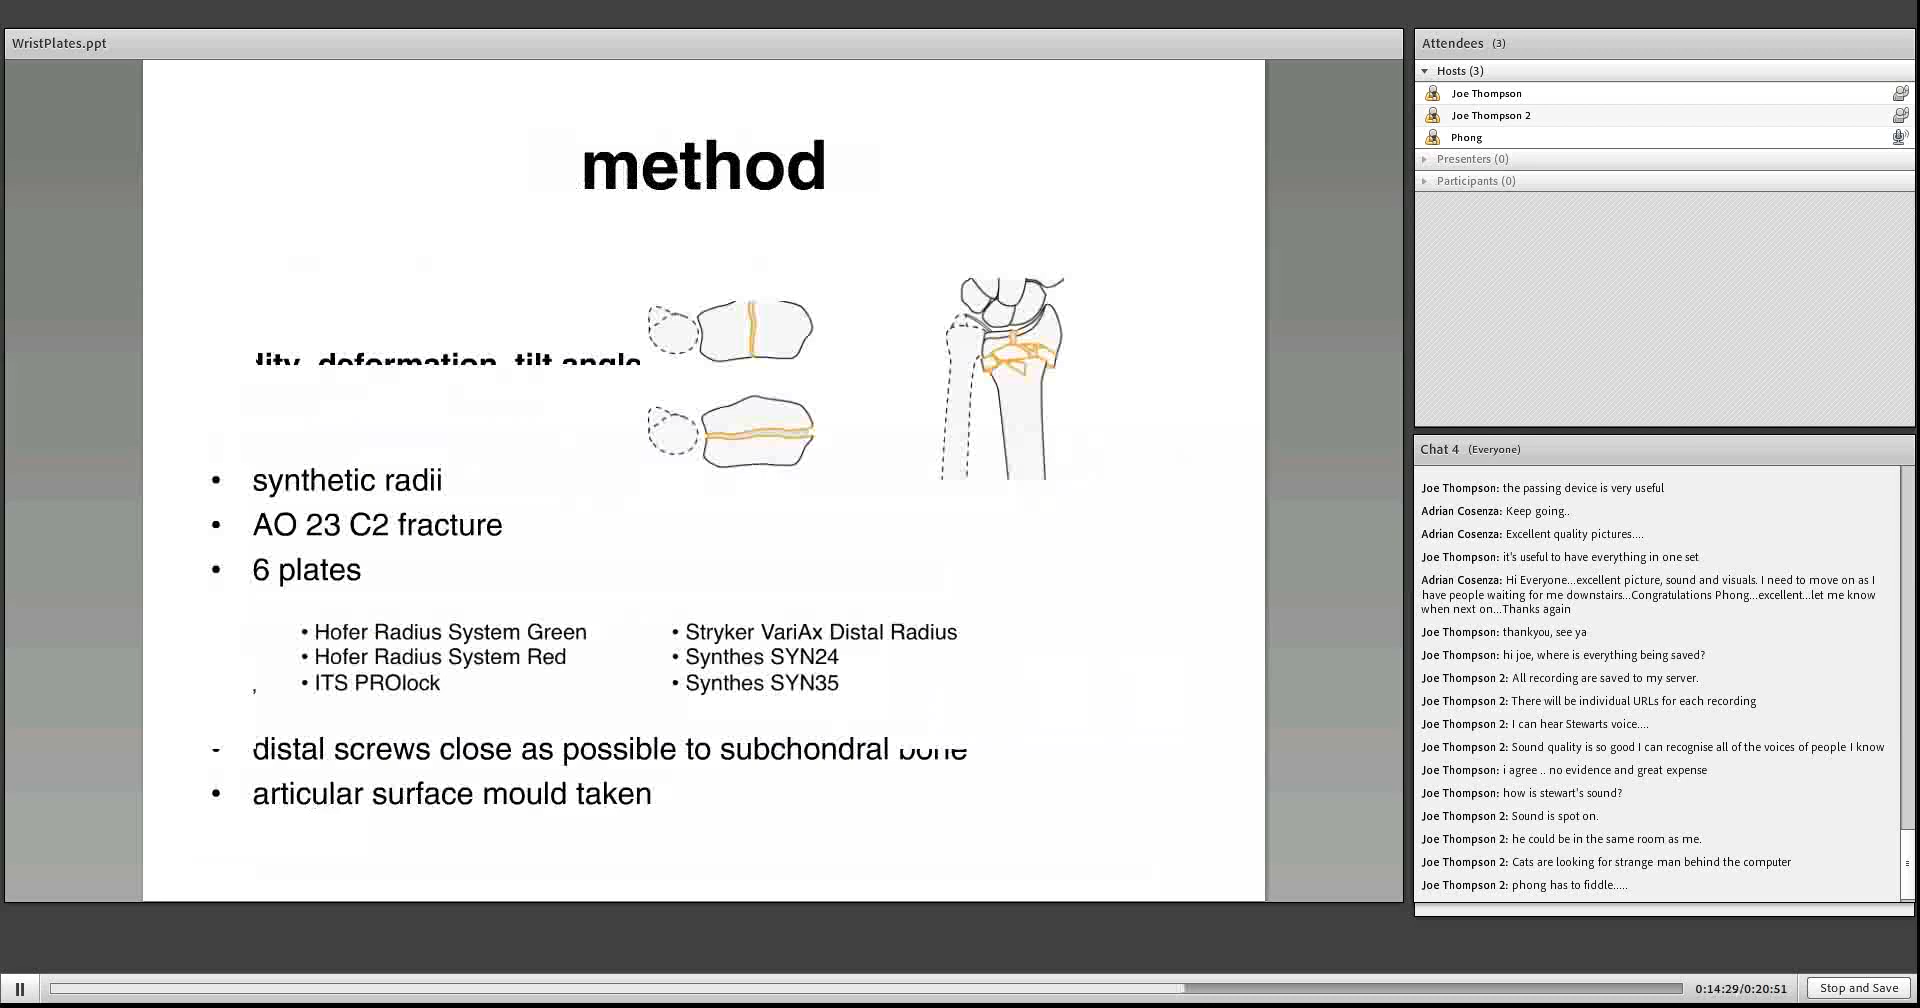 WristPlates.ppt
method
deformation, tilt angle
• synthetic radii
• AO 23 C2 fracture
• 6 plates
• Hofer Radius System Green
• Hofer Radius System Red
• ITS PROlock
• Stryker VariAx Distal Radius
• Synthes SYN24
• Synthes SYN35
distal screws close as possible to subchondral bone
• articular surface mould taken
Attendees (3)
Hosts (3)
Joe Thompson
Joe Thompson 2
Phong
Presenters (0)
Participants (0)
Chat 4 (Everyone)
Joe Thompson: the passing device is very useful
Adrian Cosenza: Keep going..
Adrian Cosenza: Excellent quality pictures....
Joe Thompson: it's useful to have everything in one set
Adrian Cosenza: Hi Everyone...excellent picture, sound and visuals. I need to move on as I
have people waiting for me downstairs...Congratulations Phong...excellent...let me know
when next on...Thanks again
Joe Thompson: thankyou, see ya
Joe Thompson: hi joe, where is everything being saved?
Joe Thompson 2: All recording are saved to my server.
Joe Thompson 2: There will be individual URLs for each recording
Joe Thompson 2: I can hear Stewarts voice....
Joe Thompson 2: Sound quality is so good I can recognise all of the voices of people I know
Joe Thompson: i agree .. no evidence and great expense
Joe Thompson: how is stewart's sound?
Joe Thompson 2: Sound is spot on.
Joe Thompson 2: he could be in the same room as me.
Joe Thompson 2: Cats are looking for strange man behind the computer
Joe Thompson 2: phong has to fiddle.....
0:14:29/0:20:51
Stop and Save